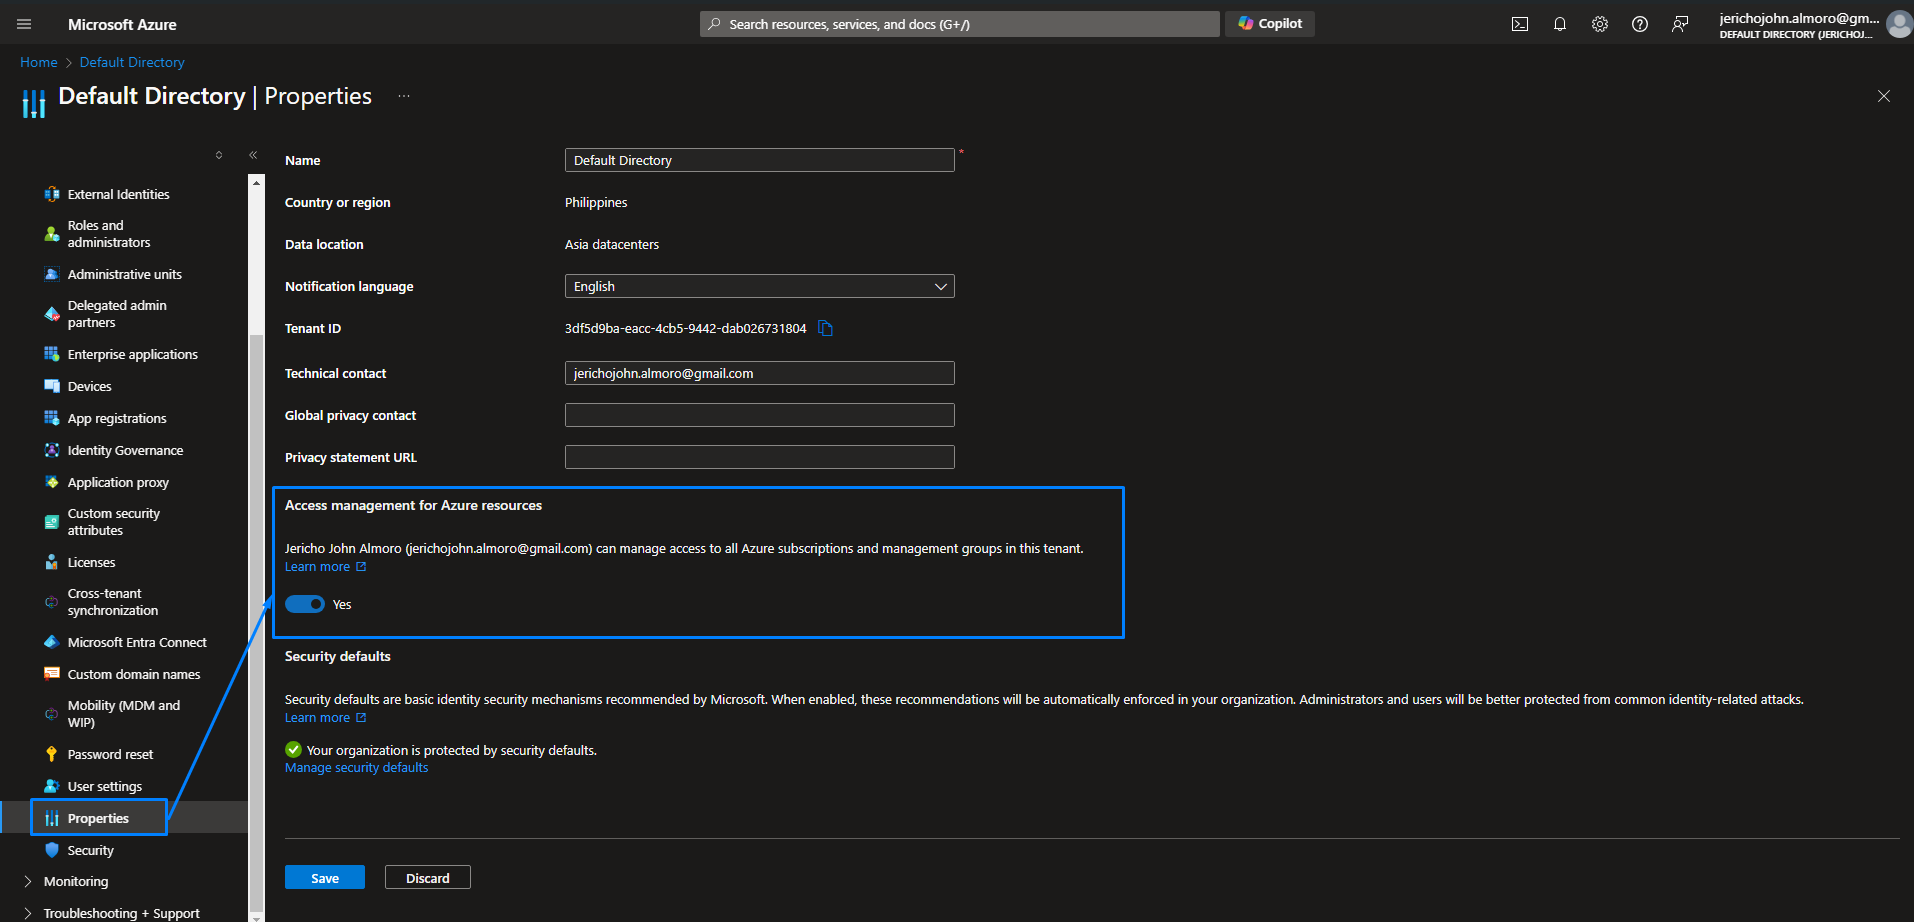 Microsoft Azure
Search resources, services, and docs (G+/)
Copilot
jerichojohn.almoro@gm...
DEFAULT DIRECTORY (JERICHOJ...
Home > Default Directory
Default Directory | Properties
...
External Identities
Roles and
administrators
Administrative units
Delegated admin
partners
Enterprise applications
Devices
App registrations
Identity Governance
Application proxy
Custom security
attributes
Licenses
Cross-tenant
synchronization
Microsoft Entra Connect
Custom domain names
Mobility (MDM and
WIP)
Password reset
User settings
Properties
Security
Monitoring
Troubleshooting + Support
Name
Default Directory *
Country or region
Philippines
Data location
Asia datacenters
Notification language
English
Tenant ID
3df5d9ba-eacc-4cb5-9442-dab026731804
Technical contact
jerichojohn.almoro@gmail.com
Global privacy contact
Privacy statement URL
Access management for Azure resources
Jericho John Almoro (jerichojohn.almoro@gmail.com) can manage access to all Azure subscriptions and management groups in this tenant.
Learn more
Yes
Security defaults
Security defaults are basic identity security mechanisms recommended by Microsoft. When enabled, these recommendations will be automatically enforced in your organization. Administrators and users will be better protected from common identity-related attacks.
Learn more
Your organization is protected by security defaults.
Manage security defaults
Save
Discard